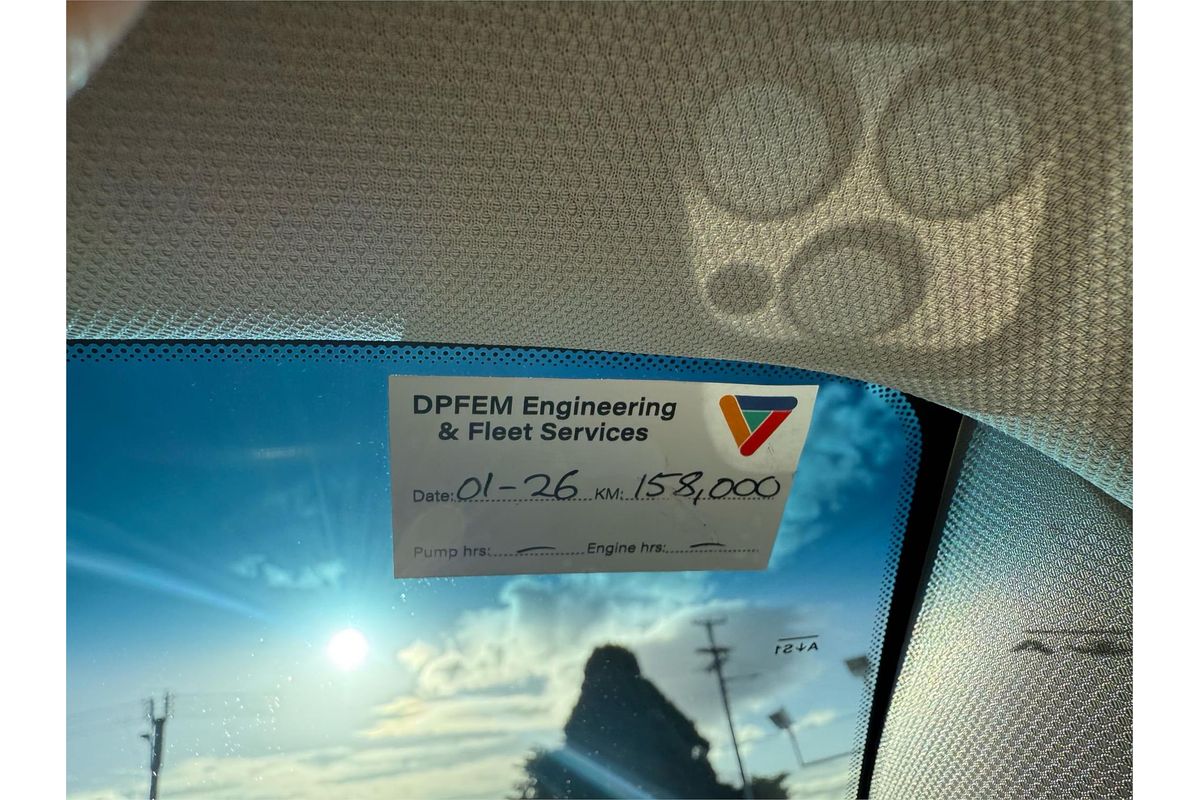 DPFEM Engineering
& Fleet Services
Date: 01-26 KM: 158,000
Pump hrs: — Engine hrs: —